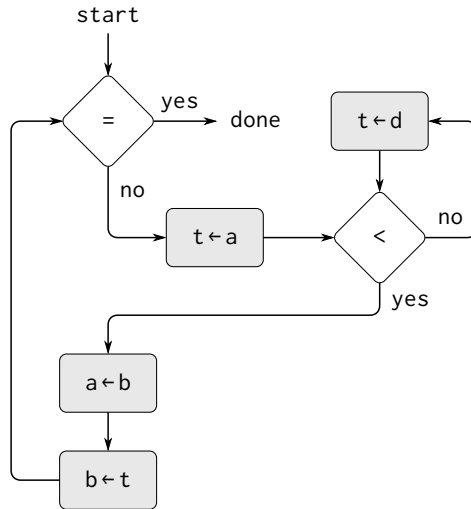 start
=
yes
done
t←d
no
t←a
<
no
yes
a←b
b←t